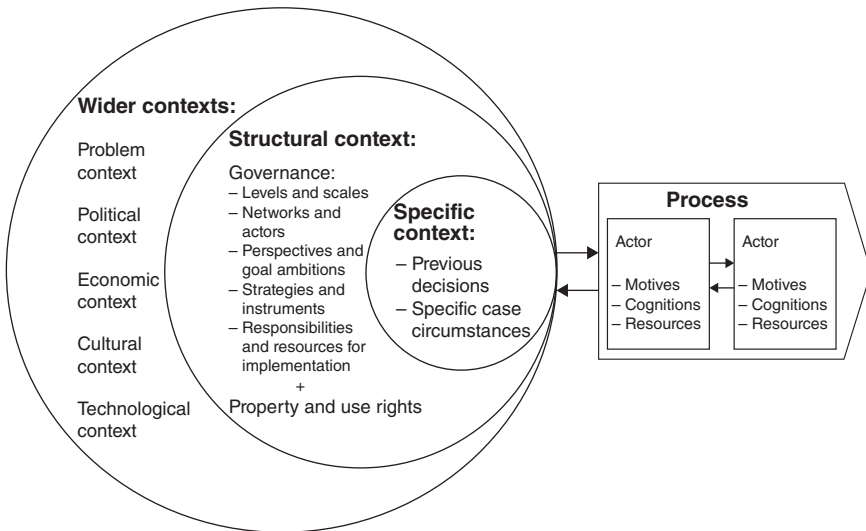 Wider contexts:
Problem
context
Political
context
Economic
context
Cultural
context
Technological
context
Structural context:
Governance:
– Levels and scales
– Networks and
actors
– Perspectives and
goal ambitions
– Strategies and
instruments
– Responsibilities
and resources for
implementation
+
Property and use rights
Specific
context:
– Previous
decisions
– Specific case
circumstances
Process
Actor
– Motives
– Cognitions
– Resources
Actor
– Motives
– Cognitions
– Resources